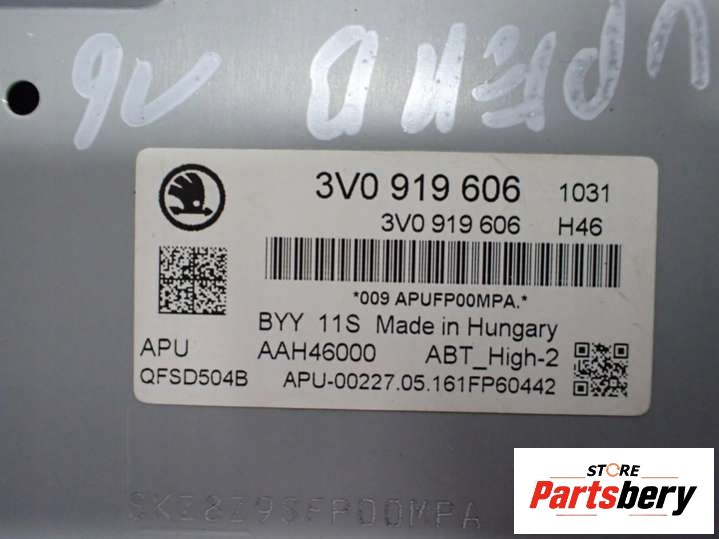 3V0 919 606 1031
3V0 919 606 H46
*009 APUFP00MPA.*
BYY 11S Made in Hungary
APU AAH46000 ABT_High-2
QFSD504B APU-00227.05.161FP60442
STORE
Partsbery